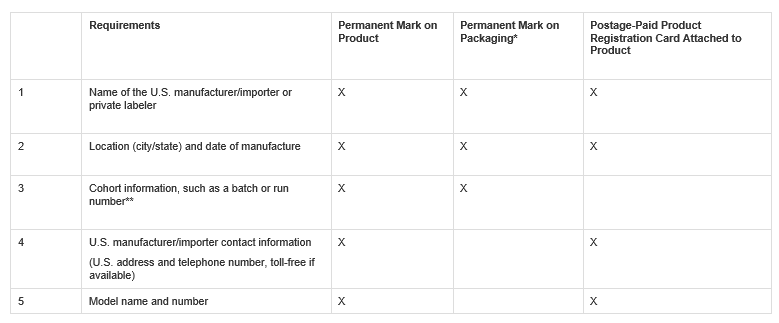 Requirements
Permanent Mark on
Product
Permanent Mark on
Packaging*
Postage-Paid Product
Registration Card Attached to
Product
1
Name of the U.S. manufacturer/importer or
private labeler
X
X
X
2
Location (city/state) and date of manufacture
X
X
X
3
Cohort information, such as a batch or run
number**
X
X
4
U.S. manufacturer/importer contact information
(U.S. address and telephone number, toll-free if
available)
X
X
5
Model name and number
X
X